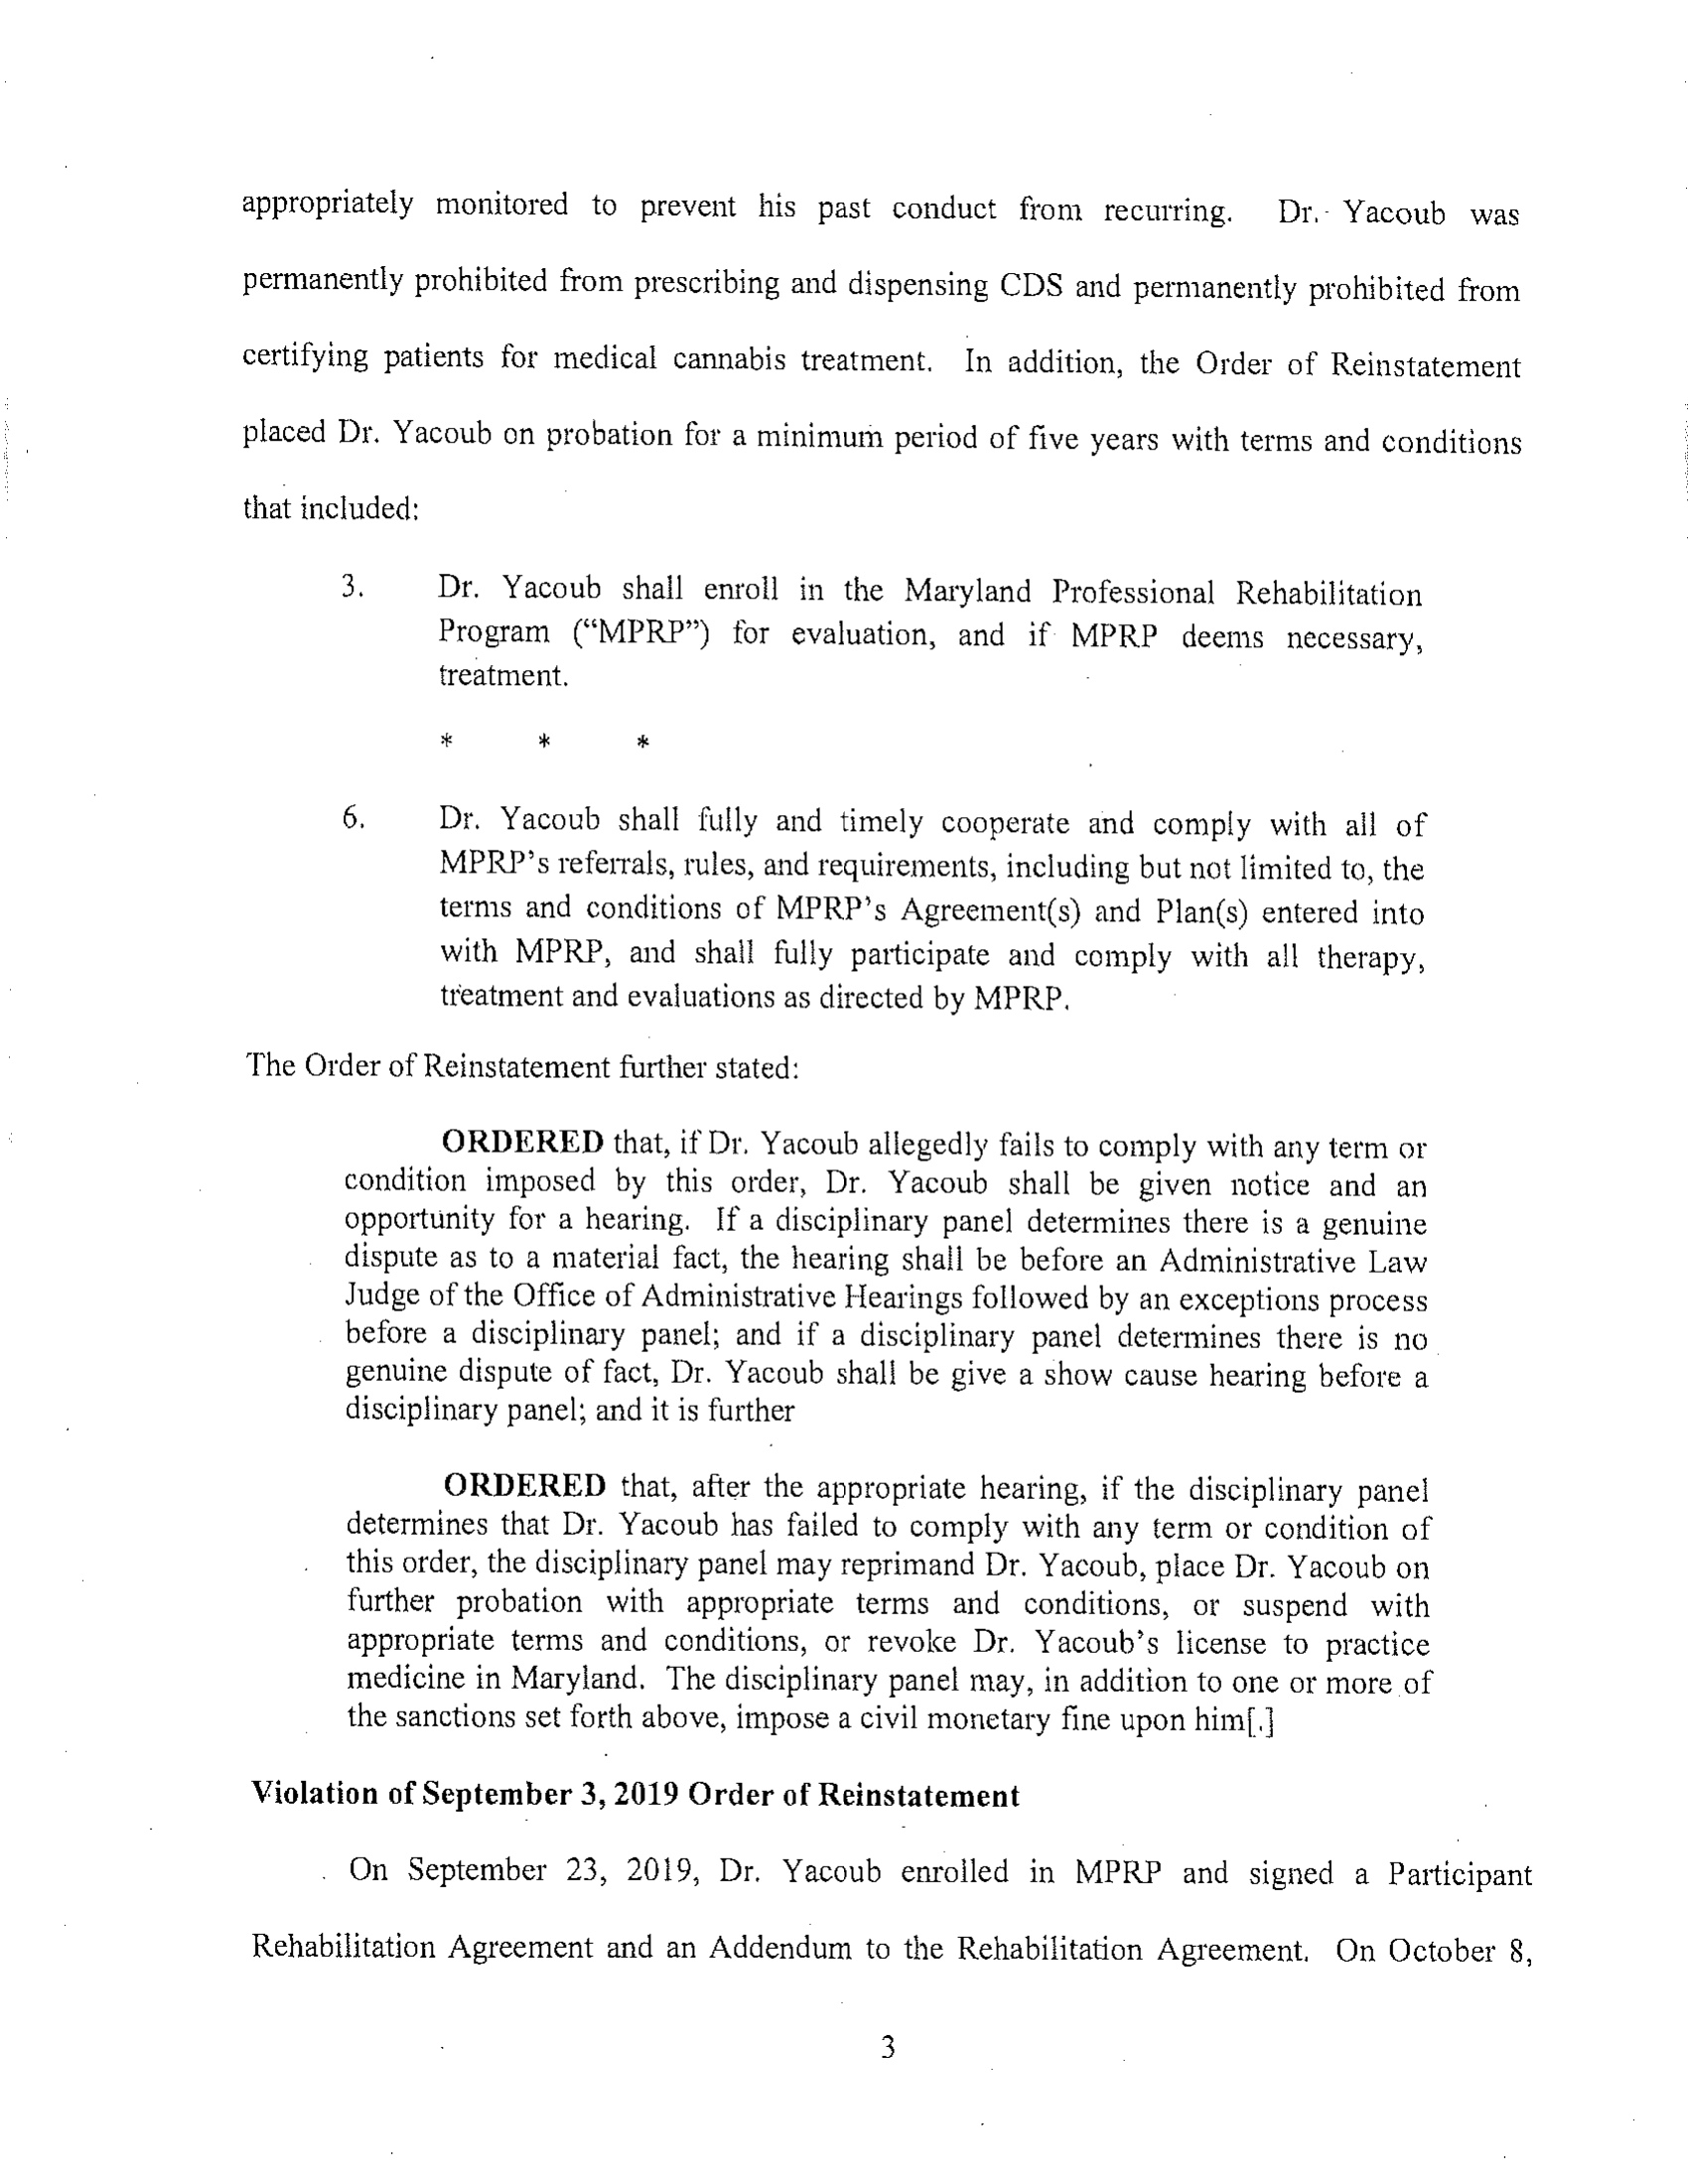 appropriately monitored to prevent his past conduct from recurring. Dr. Yacoub was
permanently prohibited from prescribing and dispensing CDS and permanently prohibited from
certifying patients for medical cannabis treatment. In addition, the Order of Reinstatement
placed Dr. Yacoub on probation for a minimum period of five years with terms and conditions
that included:
3. Dr. Yacoub shall enroll in the Maryland Professional Rehabilitation
Program (“MPRP”) for evaluation, and if MPRP deems necessary,
treatment.
* * *
6. Dr. Yacoub shall fully and timely cooperate and comply with all of
MPRP’s referrals, rules, and requirements, including but not limited to, the
terms and conditions of MPRP’s Agreement(s) and Plan(s) entered into
with MPRP, and shall fully participate and comply with all therapy,
treatment and evaluations as directed by MPRP.
The Order of Reinstatement further stated:
ORDERED that, if Dr. Yacoub allegedly fails to comply with any term or
condition imposed by this order, Dr. Yacoub shall be given notice and an
opportunity for a hearing. If a disciplinary panel determines there is a genuine
dispute as to a material fact, the hearing shall be before an Administrative Law
Judge of the Office of Administrative Hearings followed by an exceptions process
before a disciplinary panel; and if a disciplinary panel determines there is no
genuine dispute of fact, Dr. Yacoub shall be give a show cause hearing before a
disciplinary panel; and it is further
ORDERED that, after the appropriate hearing, if the disciplinary panel
determines that Dr. Yacoub has failed to comply with any term or condition of
this order, the disciplinary panel may reprimand Dr. Yacoub, place Dr. Yacoub on
further probation with appropriate terms and conditions, or suspend with
appropriate terms and conditions, or revoke Dr. Yacoub’s license to practice
medicine in Maryland. The disciplinary panel may, in addition to one or more of
the sanctions set forth above, impose a civil monetary fine upon him[.]
Violation of September 3, 2019 Order of Reinstatement
On September 23, 2019, Dr. Yacoub enrolled in MPRP and signed a Participant
Rehabilitation Agreement and an Addendum to the Rehabilitation Agreement. On October 8,
3